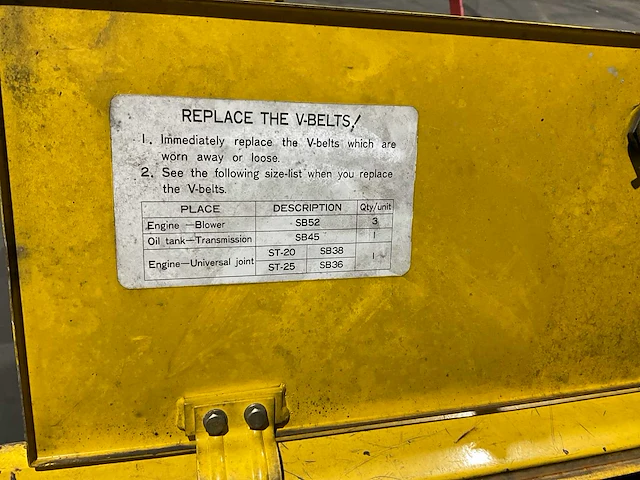 REPLACE THE V-BELTS!
1. Immediately replace the V-belts which are
worn away or loose.
2. See the following size-list when you replace
the V-belts.
PLACE DESCRIPTION Qty/unit
Engine—Blower SB52 3
Oil tank—Transmission SB45 1
Engine—Universal joint ST-20 SB38 1
ST-25 SB36